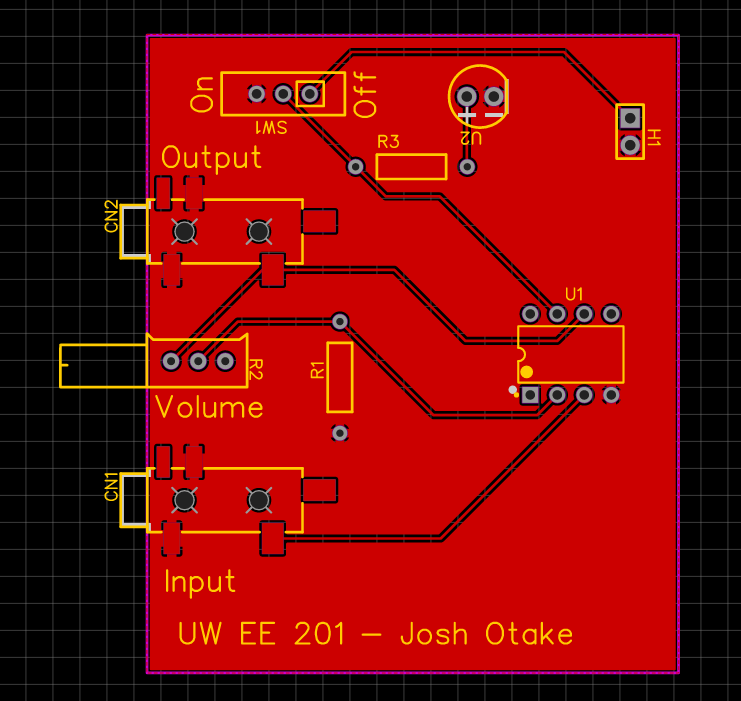 On
Off
SW1
U2
H1
R3
Output
CN2
U1
R1
R2
Volume
CN1
Input
UW EE 201 – Josh Otake